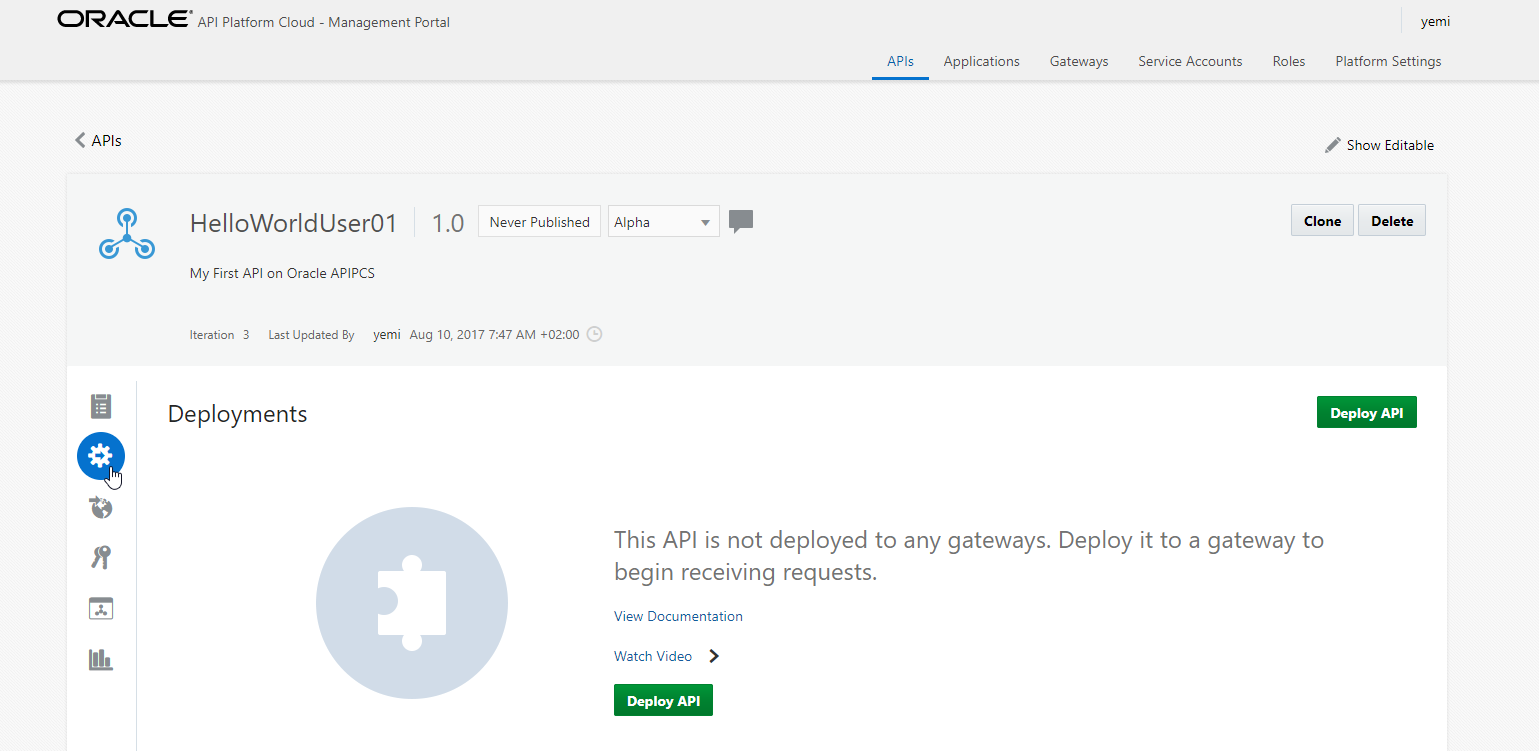 ORACLE® API Platform Cloud - Management Portal
yemi
APIs Applications Gateways Service Accounts Roles Platform Settings
APIs
Show Editable
HelloWorldUser01 1.0 Never Published Alpha
Clone Delete
My First API on Oracle APIPCS
Iteration 3 Last Updated By yemi Aug 10, 2017 7:47 AM +02:00
Deployments
Deploy API
This API is not deployed to any gateways. Deploy it to a gateway to
begin receiving requests.
View Documentation
Watch Video
Deploy API